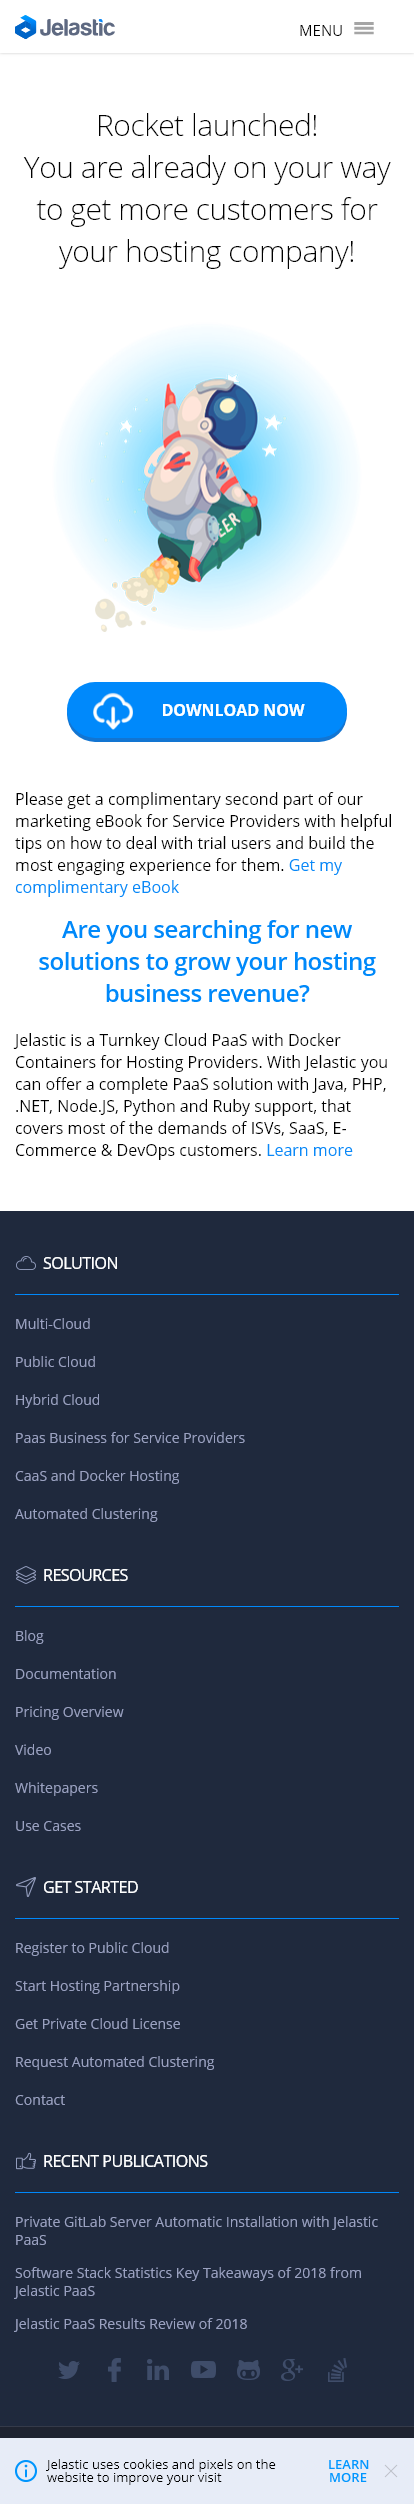 Jelastic
MENU
Rocket launched!
You are already on your way
to get more customers for
your hosting company!
DOWNLOAD NOW
Please get a complimentary second part of our
marketing eBook for Service Providers with helpful
tips on how to deal with trial users and build the
most engaging experience for them. Get my
complimentary eBook
Are you searching for new
solutions to grow your hosting
business revenue?
Jelastic is a Turnkey Cloud PaaS with Docker
Containers for Hosting Providers. With Jelastic you
can offer a complete PaaS solution with Java, PHP,
.NET, Node.JS, Python and Ruby support, that
covers most of the demands of ISVs, SaaS, E-
Commerce & DevOps customers. Learn more
SOLUTION
Multi-Cloud
Public Cloud
Hybrid Cloud
Paas Business for Service Providers
CaaS and Docker Hosting
Automated Clustering
RESOURCES
Blog
Documentation
Pricing Overview
Video
Whitepapers
Use Cases
GET STARTED
Register to Public Cloud
Start Hosting Partnership
Get Private Cloud License
Request Automated Clustering
Contact
RECENT PUBLICATIONS
Private GitLab Server Automatic Installation with Jelastic
PaaS
Software Stack Statistics Key Takeaways of 2018 from
Jelastic PaaS
Jelastic PaaS Results Review of 2018
Jelastic uses cookies and pixels on the
website to improve your visit
LEARN
MORE